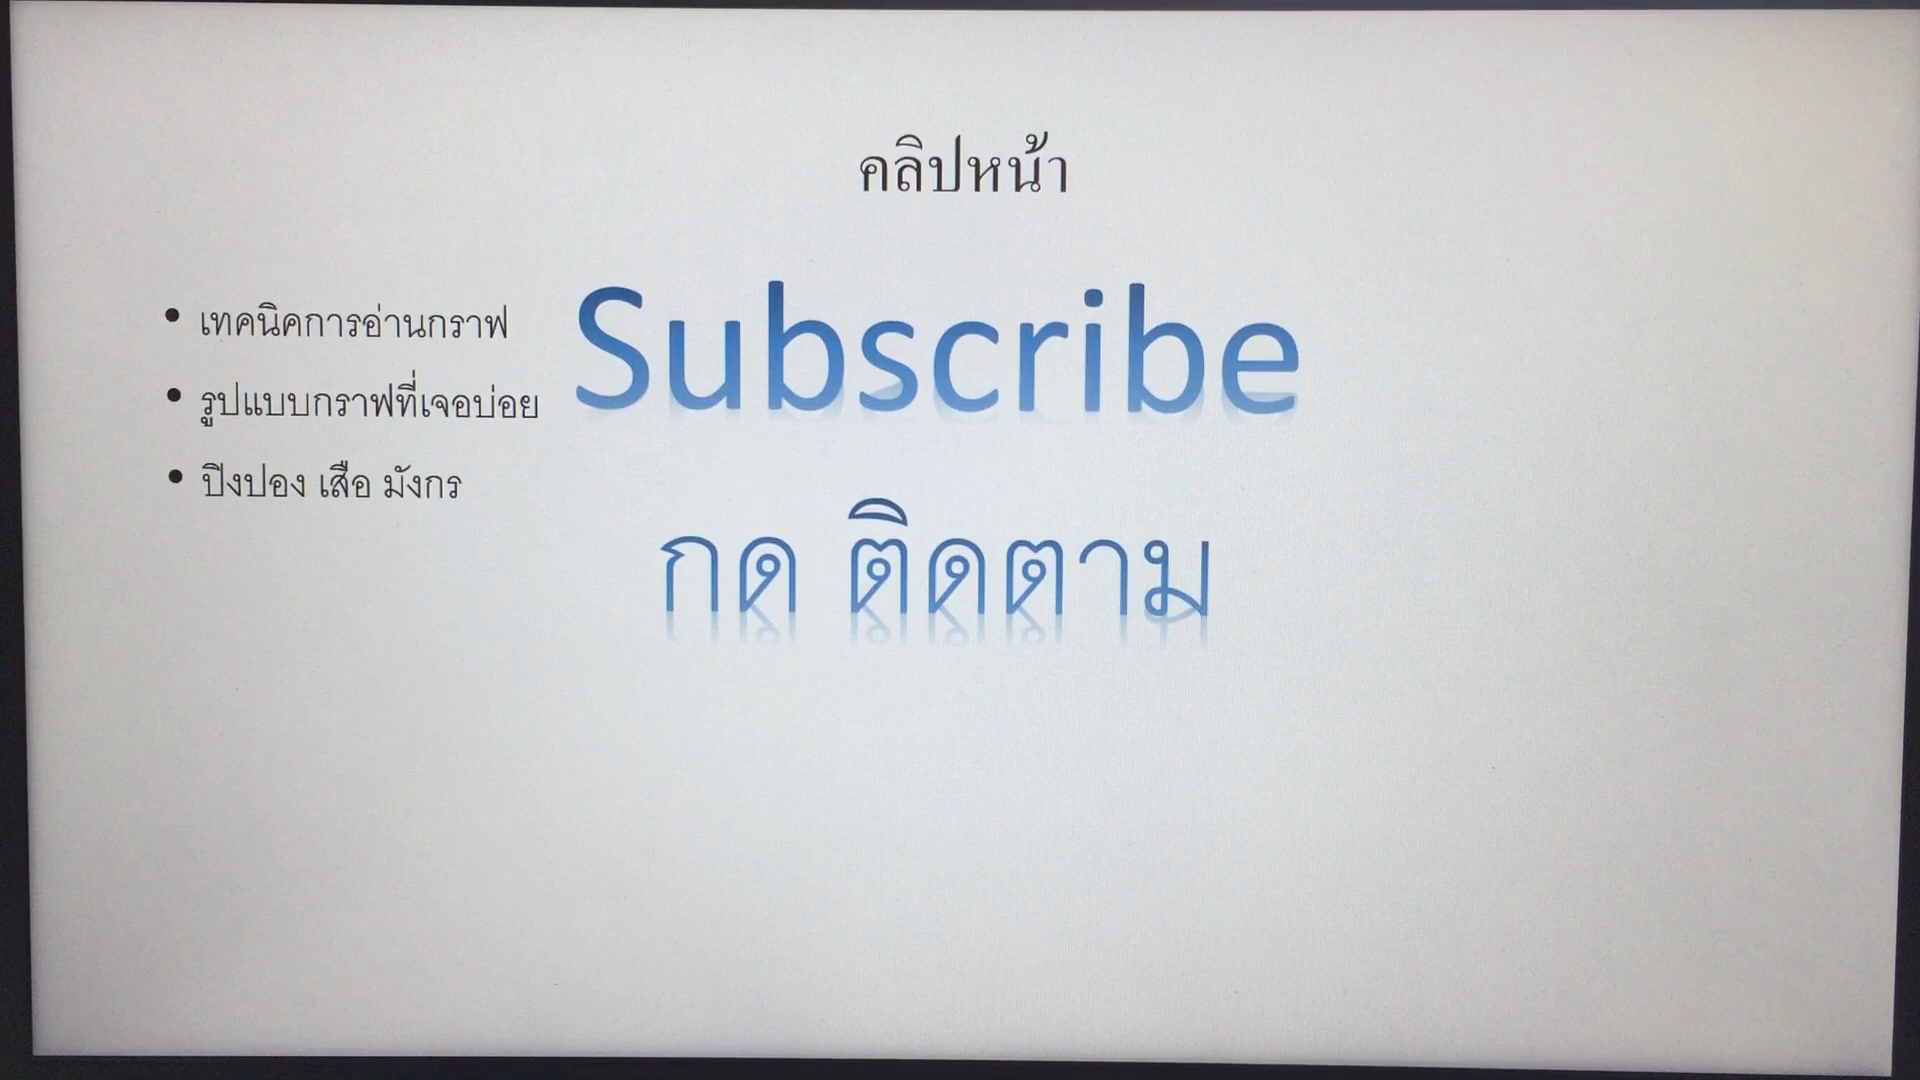 คลิปหน้า
• เทคนิคการอ่านกราฟ
• รูปแบบกราฟที่เจอบ่อย
• ปิงปอง เสือ มังกร
Subscribe
กด ติดตาม